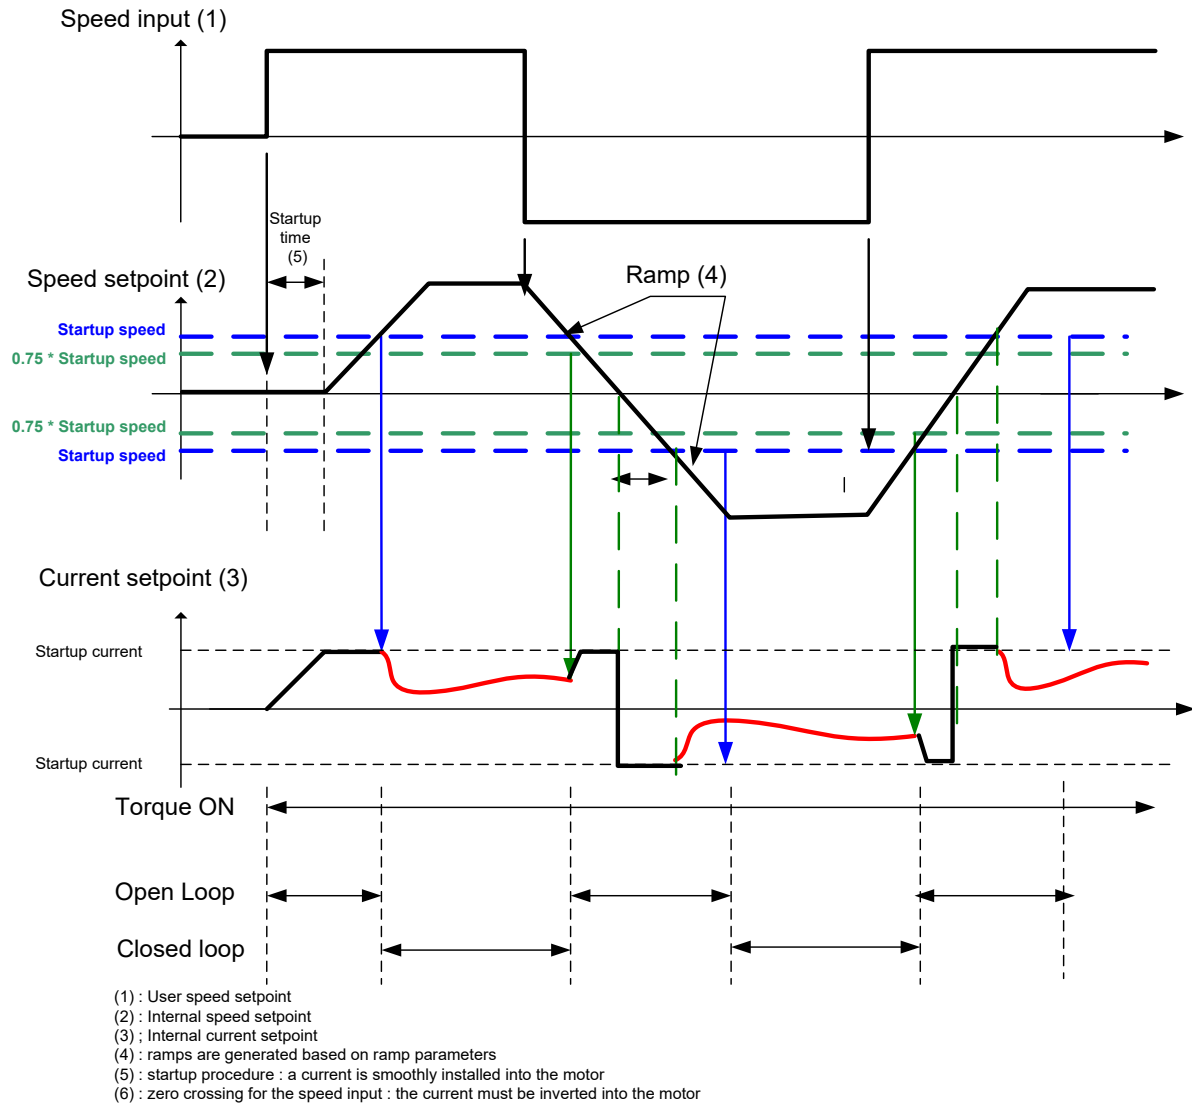 Speed input (1)
Startup
time
(5)
Speed setpoint (2)
Ramp (4)
Startup speed
0.75 * Startup speed
0.75 * Startup speed
Startup speed
Current setpoint (3)
Startup current
Startup current
Torque ON
Open Loop
Closed loop
(1) : User speed setpoint
(2) : Internal speed setpoint
(3) ; Internal current setpoint
(4) : ramps are generated based on ramp parameters
(5) : startup procedure : a current is smoothly installed into the motor
(6) : zero crossing for the speed input : the current must be inverted into the motor